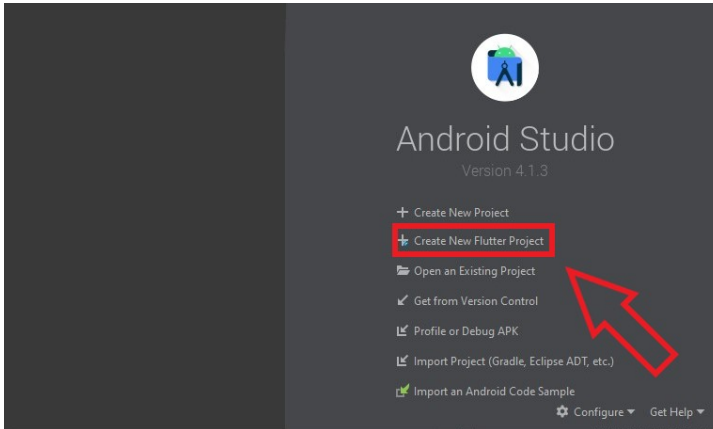 Android Studio
Version 4.1.3
Create New Project
Create New Flutter Project
Open an Existing Project
Get from Version Control
Profile or Debug APK
Import Project (Gradle, Eclipse ADT, etc.)
Import an Android Code Sample
Configure Get Help